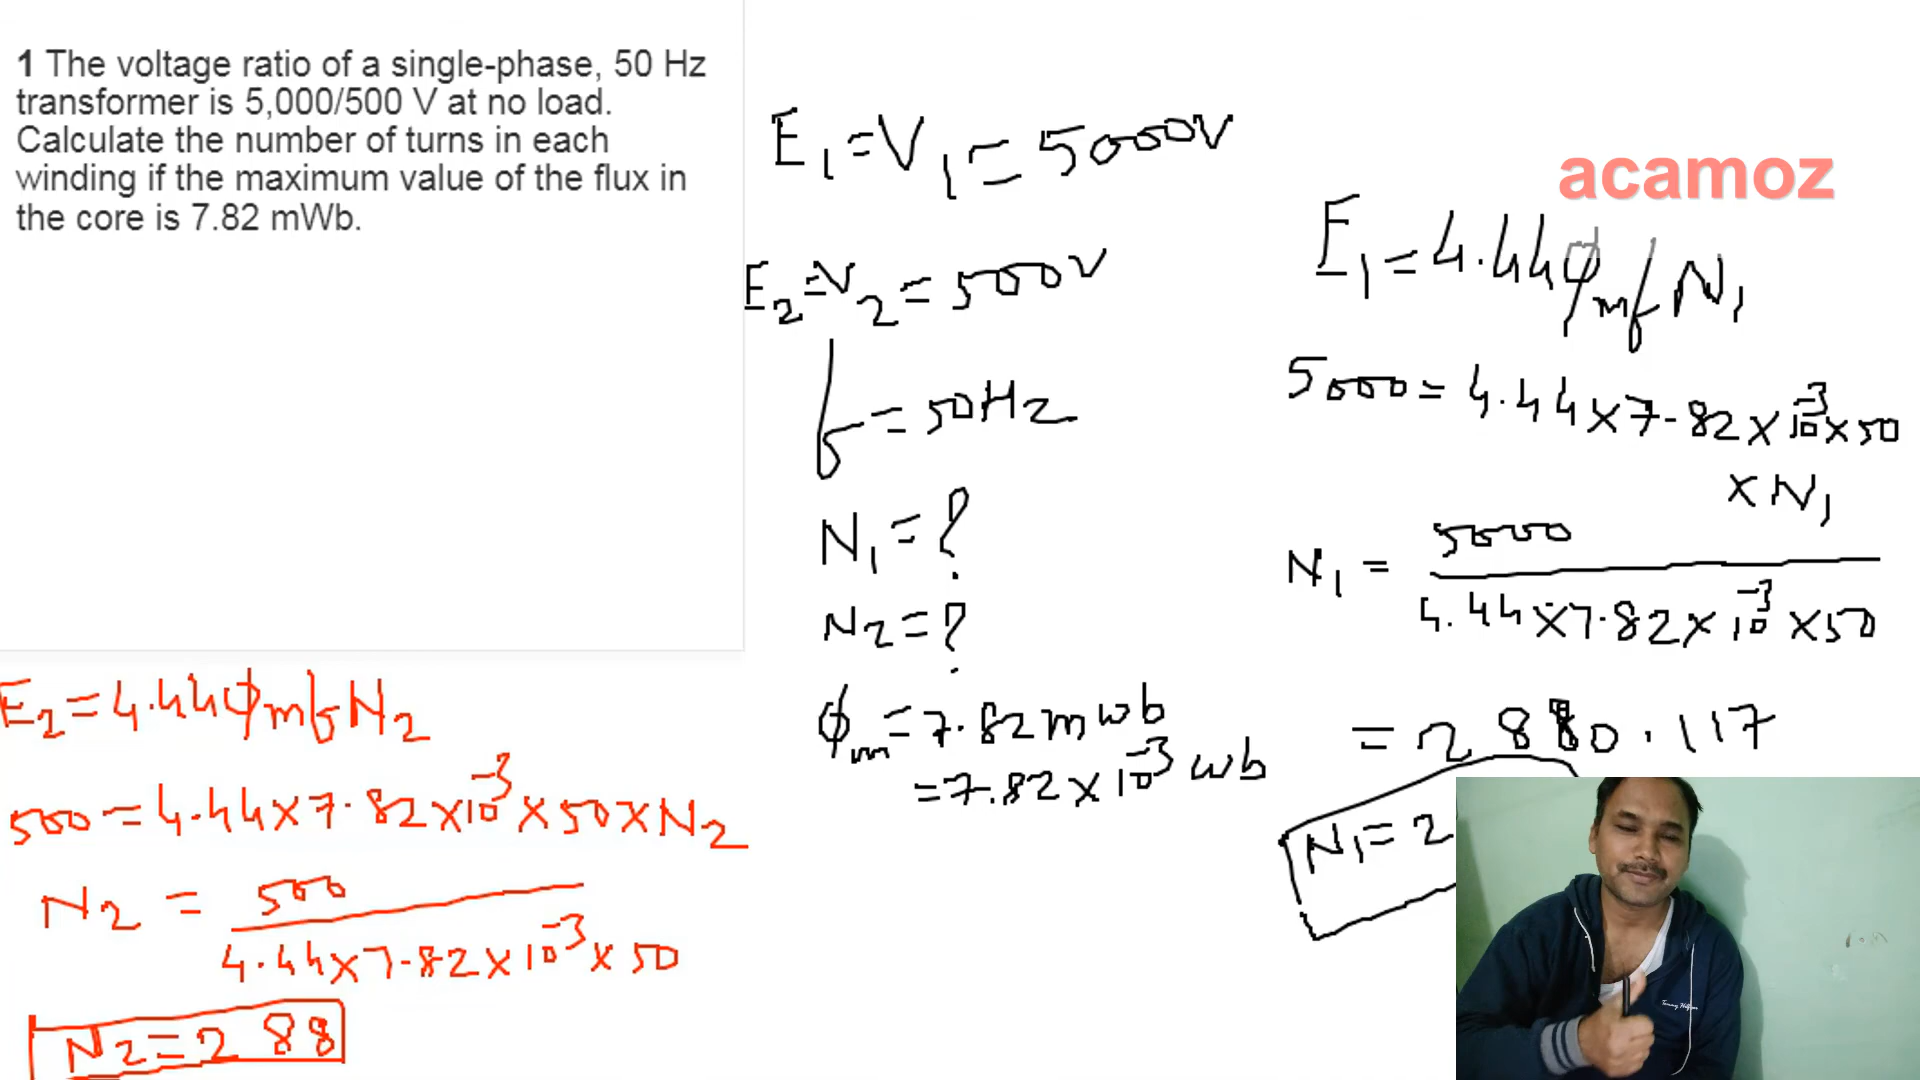 1 The voltage ratio of a single-phase, 50 Hz
transformer is 5,000/500 V at no load.
Calculate the number of turns in each
winding if the maximum value of the flux in
the core is 7.82 mWb.
E₁=V₁=5000V
E₂=V₂=500V
f=50Hz
N₁=?
N₂=?
ϕm=7.82mwb
=7.82×10⁻³ wb
acamoz
E₁=4.44ϕmfN₁
5000=4.44×7.82×10⁻³×50
×N₁
N₁ = 5000
4.44×7.82×10⁻³×50
=2880.117
N₁=2
E₂=4.44ϕmfN₂
500=4.44×7.82×10⁻³×50×N₂
N₂ = 500
4.44×7.82×10⁻³×50
N₂=288